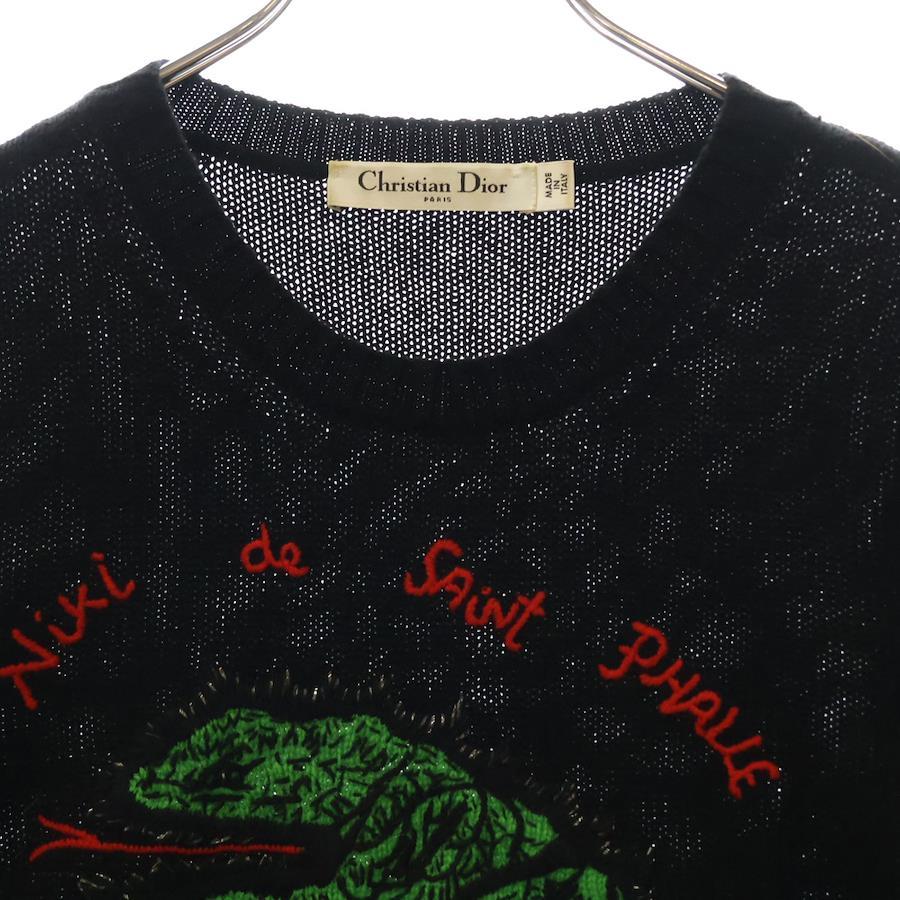 Christian Dior
PARIS
MADE
IN
ITALY
Niki de SAiNT PHALLE